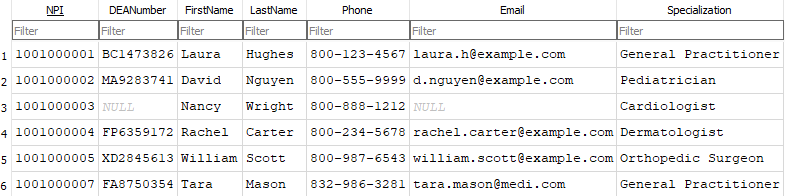 NPI DEANumber FirstName LastName Phone Email Specialization
Filter Filter Filter Filter Filter Filter Filter
1 1001000001 BC1473826 Laura Hughes 800-123-4567 laura.h@example.com General Practitioner
2 1001000002 MA9283741 David Nguyen 800-555-9999 d.nguyen@example.com Pediatrician
3 1001000003 NULL Nancy Wright 800-888-1212 NULL Cardiologist
4 1001000004 FP6359172 Rachel Carter 800-234-5678 rachel.carter@example.com Dermatologist
5 1001000005 XD2845613 William Scott 800-987-6543 william.scott@example.com Orthopedic Surgeon
6 1001000007 FA8750354 Tara Mason 832-986-3281 tara.mason@medi.com General Practitioner